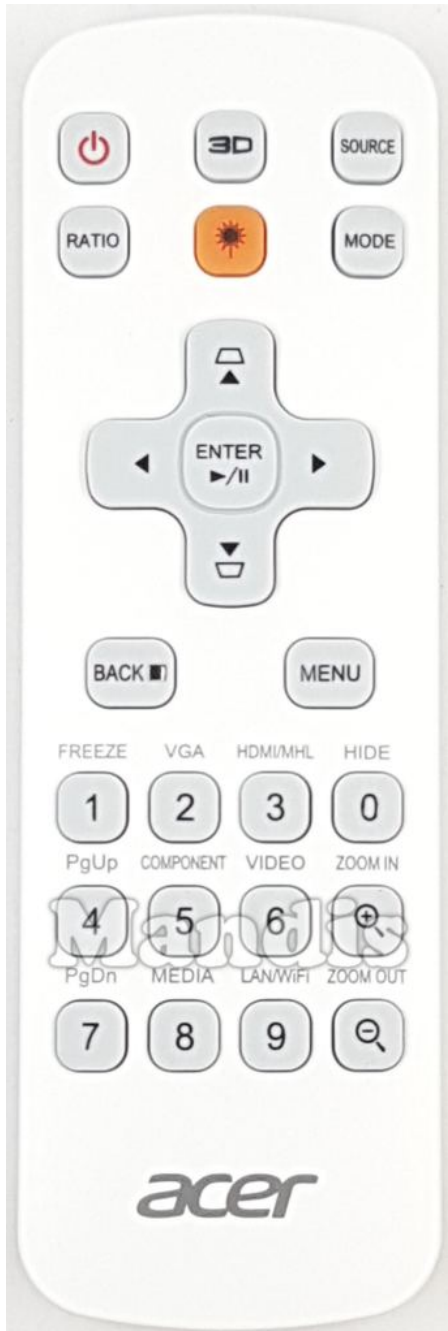 3D SOURCE
RATIO MODE
ENTER
BACK MENU
FREEZE VGA HDMI/MHL HIDE
1 2 3 0
PgUp COMPONENT VIDEO ZOOM IN
4 5 6
Mandis
PgDn MEDIA LAN/WiFi ZOOM OUT
7 8 9
acer